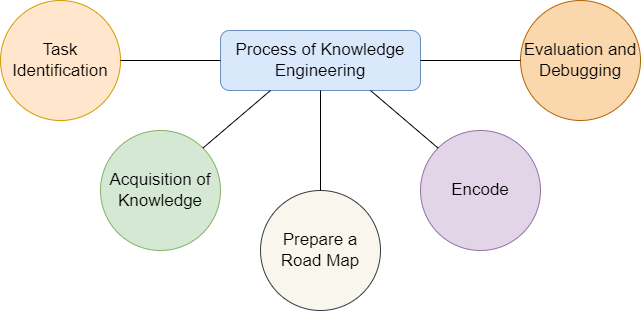 Task
Identification
Process of Knowledge
Engineering
Evaluation and
Debugging
Acquisition of
Knowledge
Encode
Prepare a
Road Map